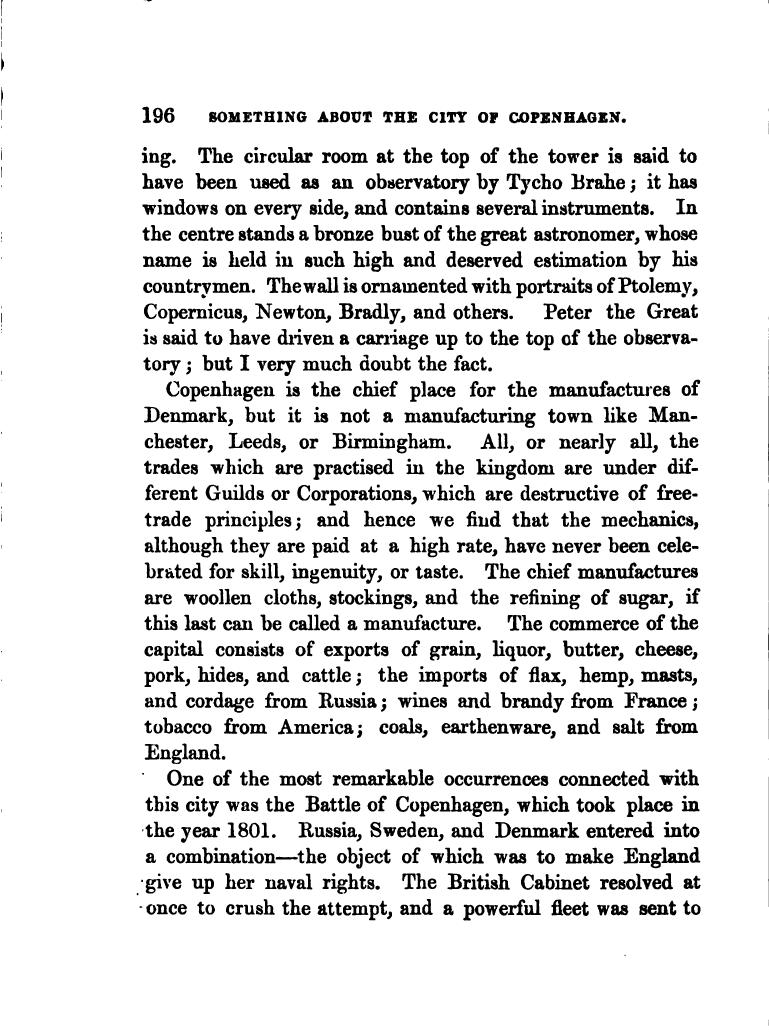 196 SOMETHING ABOUT THE CITY OF COPENHAGEN.
ing. The circular room at the top of the tower is said to
have been used as an observatory by Tycho Brahe; it has
windows on every side, and contains several instruments. In
the centre stands a bronze bust of the great astronomer, whose
name is held in such high and deserved estimation by his
countrymen. The wall is ornamented with portraits of Ptolemy,
Copernicus, Newton, Bradly, and others. Peter the Great
is said to have driven a carriage up to the top of the observa-
tory; but I very much doubt the fact.
Copenhagen is the chief place for the manufactures of
Denmark, but it is not a manufacturing town like Man-
chester, Leeds, or Birmingham. All, or nearly all, the
trades which are practised in the kingdom are under dif-
ferent Guilds or Corporations, which are destructive of free-
trade principles; and hence we find that the mechanics,
although they are paid at a high rate, have never been cele-
brated for skill, ingenuity, or taste. The chief manufactures
are woollen cloths, stockings, and the refining of sugar, if
this last can be called a manufacture. The commerce of the
capital consists of exports of grain, liquor, butter, cheese,
pork, hides, and cattle; the imports of flax, hemp, masts,
and cordage from Russia; wines and brandy from France;
tobacco from America; coals, earthenware, and salt from
England.
One of the most remarkable occurrences connected with
this city was the Battle of Copenhagen, which took place in
the year 1801. Russia, Sweden, and Denmark entered into
a combination—the object of which was to make England
give up her naval rights. The British Cabinet resolved at
once to crush the attempt, and a powerful fleet was sent to